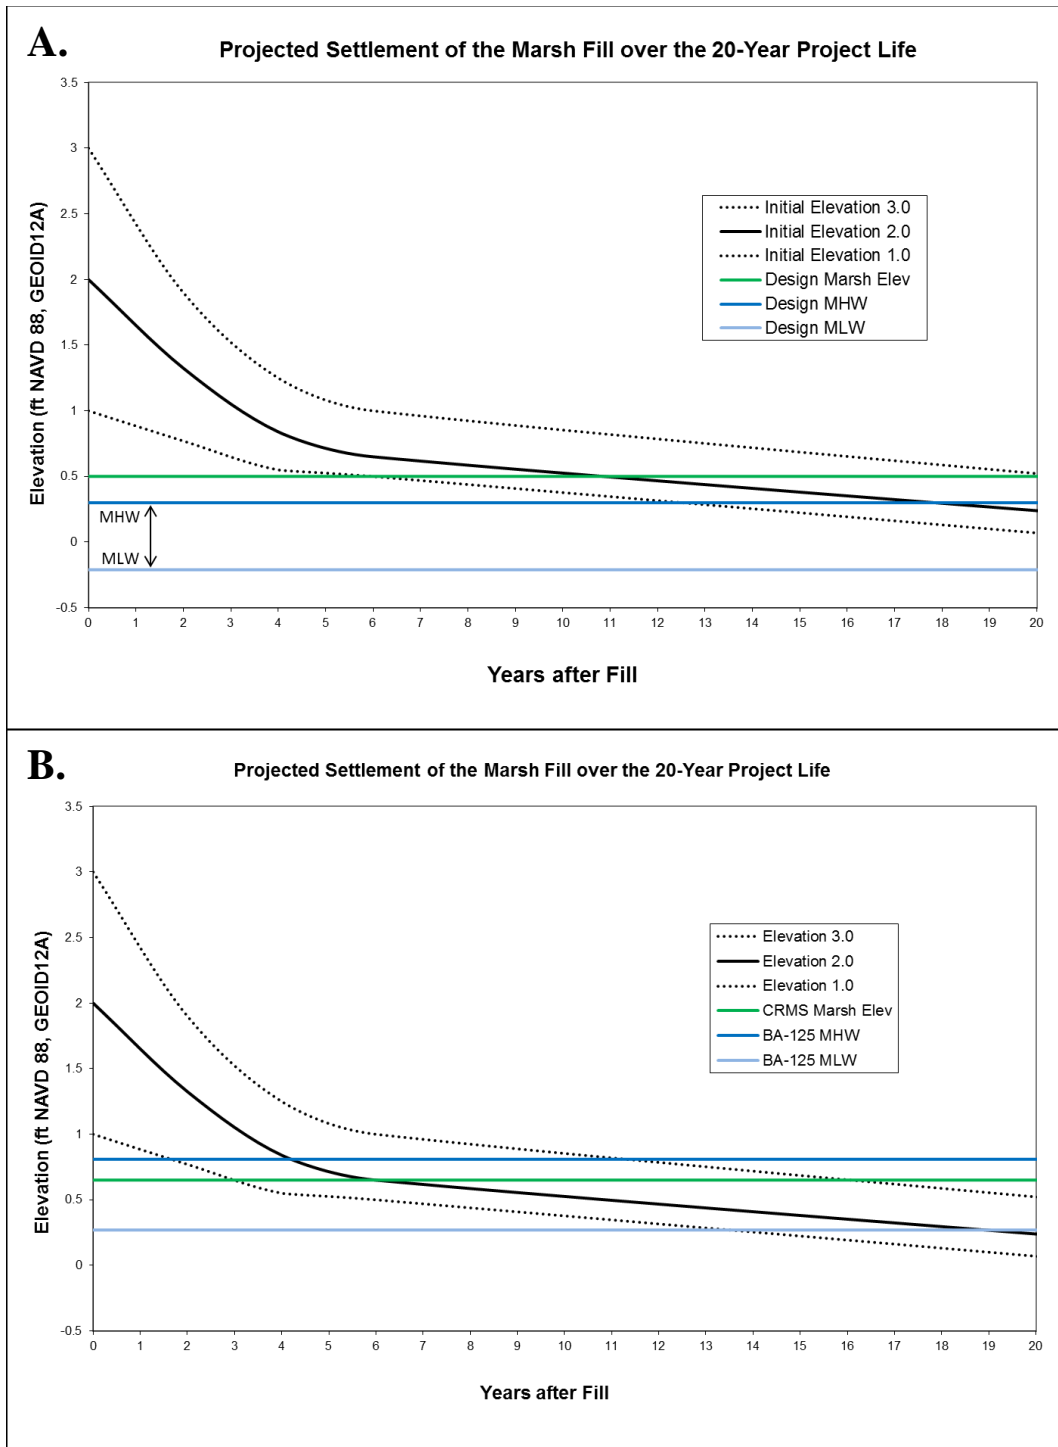 A.
Projected Settlement of the Marsh Fill over the 20-Year Project Life
Elevation (ft NAVD 88, GEOID12A)
3.5
3
2.5
2
1.5
1
0.5
0
-0.5
Initial Elevation 3.0
Initial Elevation 2.0
Initial Elevation 1.0
Design Marsh Elev
Design MHW
Design MLW
MHW
MLW
0 1 2 3 4 5 6 7 8 9 10 11 12 13 14 15 16 17 18 19 20
Years after Fill
B.
Projected Settlement of the Marsh Fill over the 20-Year Project Life
Elevation (ft NAVD 88, GEOID12A)
3.5
3
2.5
2
1.5
1
0.5
0
-0.5
Elevation 3.0
Elevation 2.0
Elevation 1.0
CRMS Marsh Elev
BA-125 MHW
BA-125 MLW
0 1 2 3 4 5 6 7 8 9 10 11 12 13 14 15 16 17 18 19 20
Years after Fill